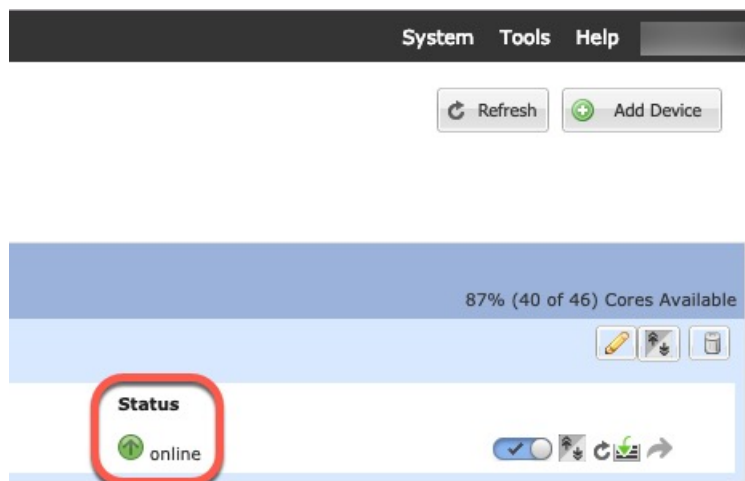 System Tools Help
Refresh Add Device
87% (40 of 46) Cores Available
Status
online